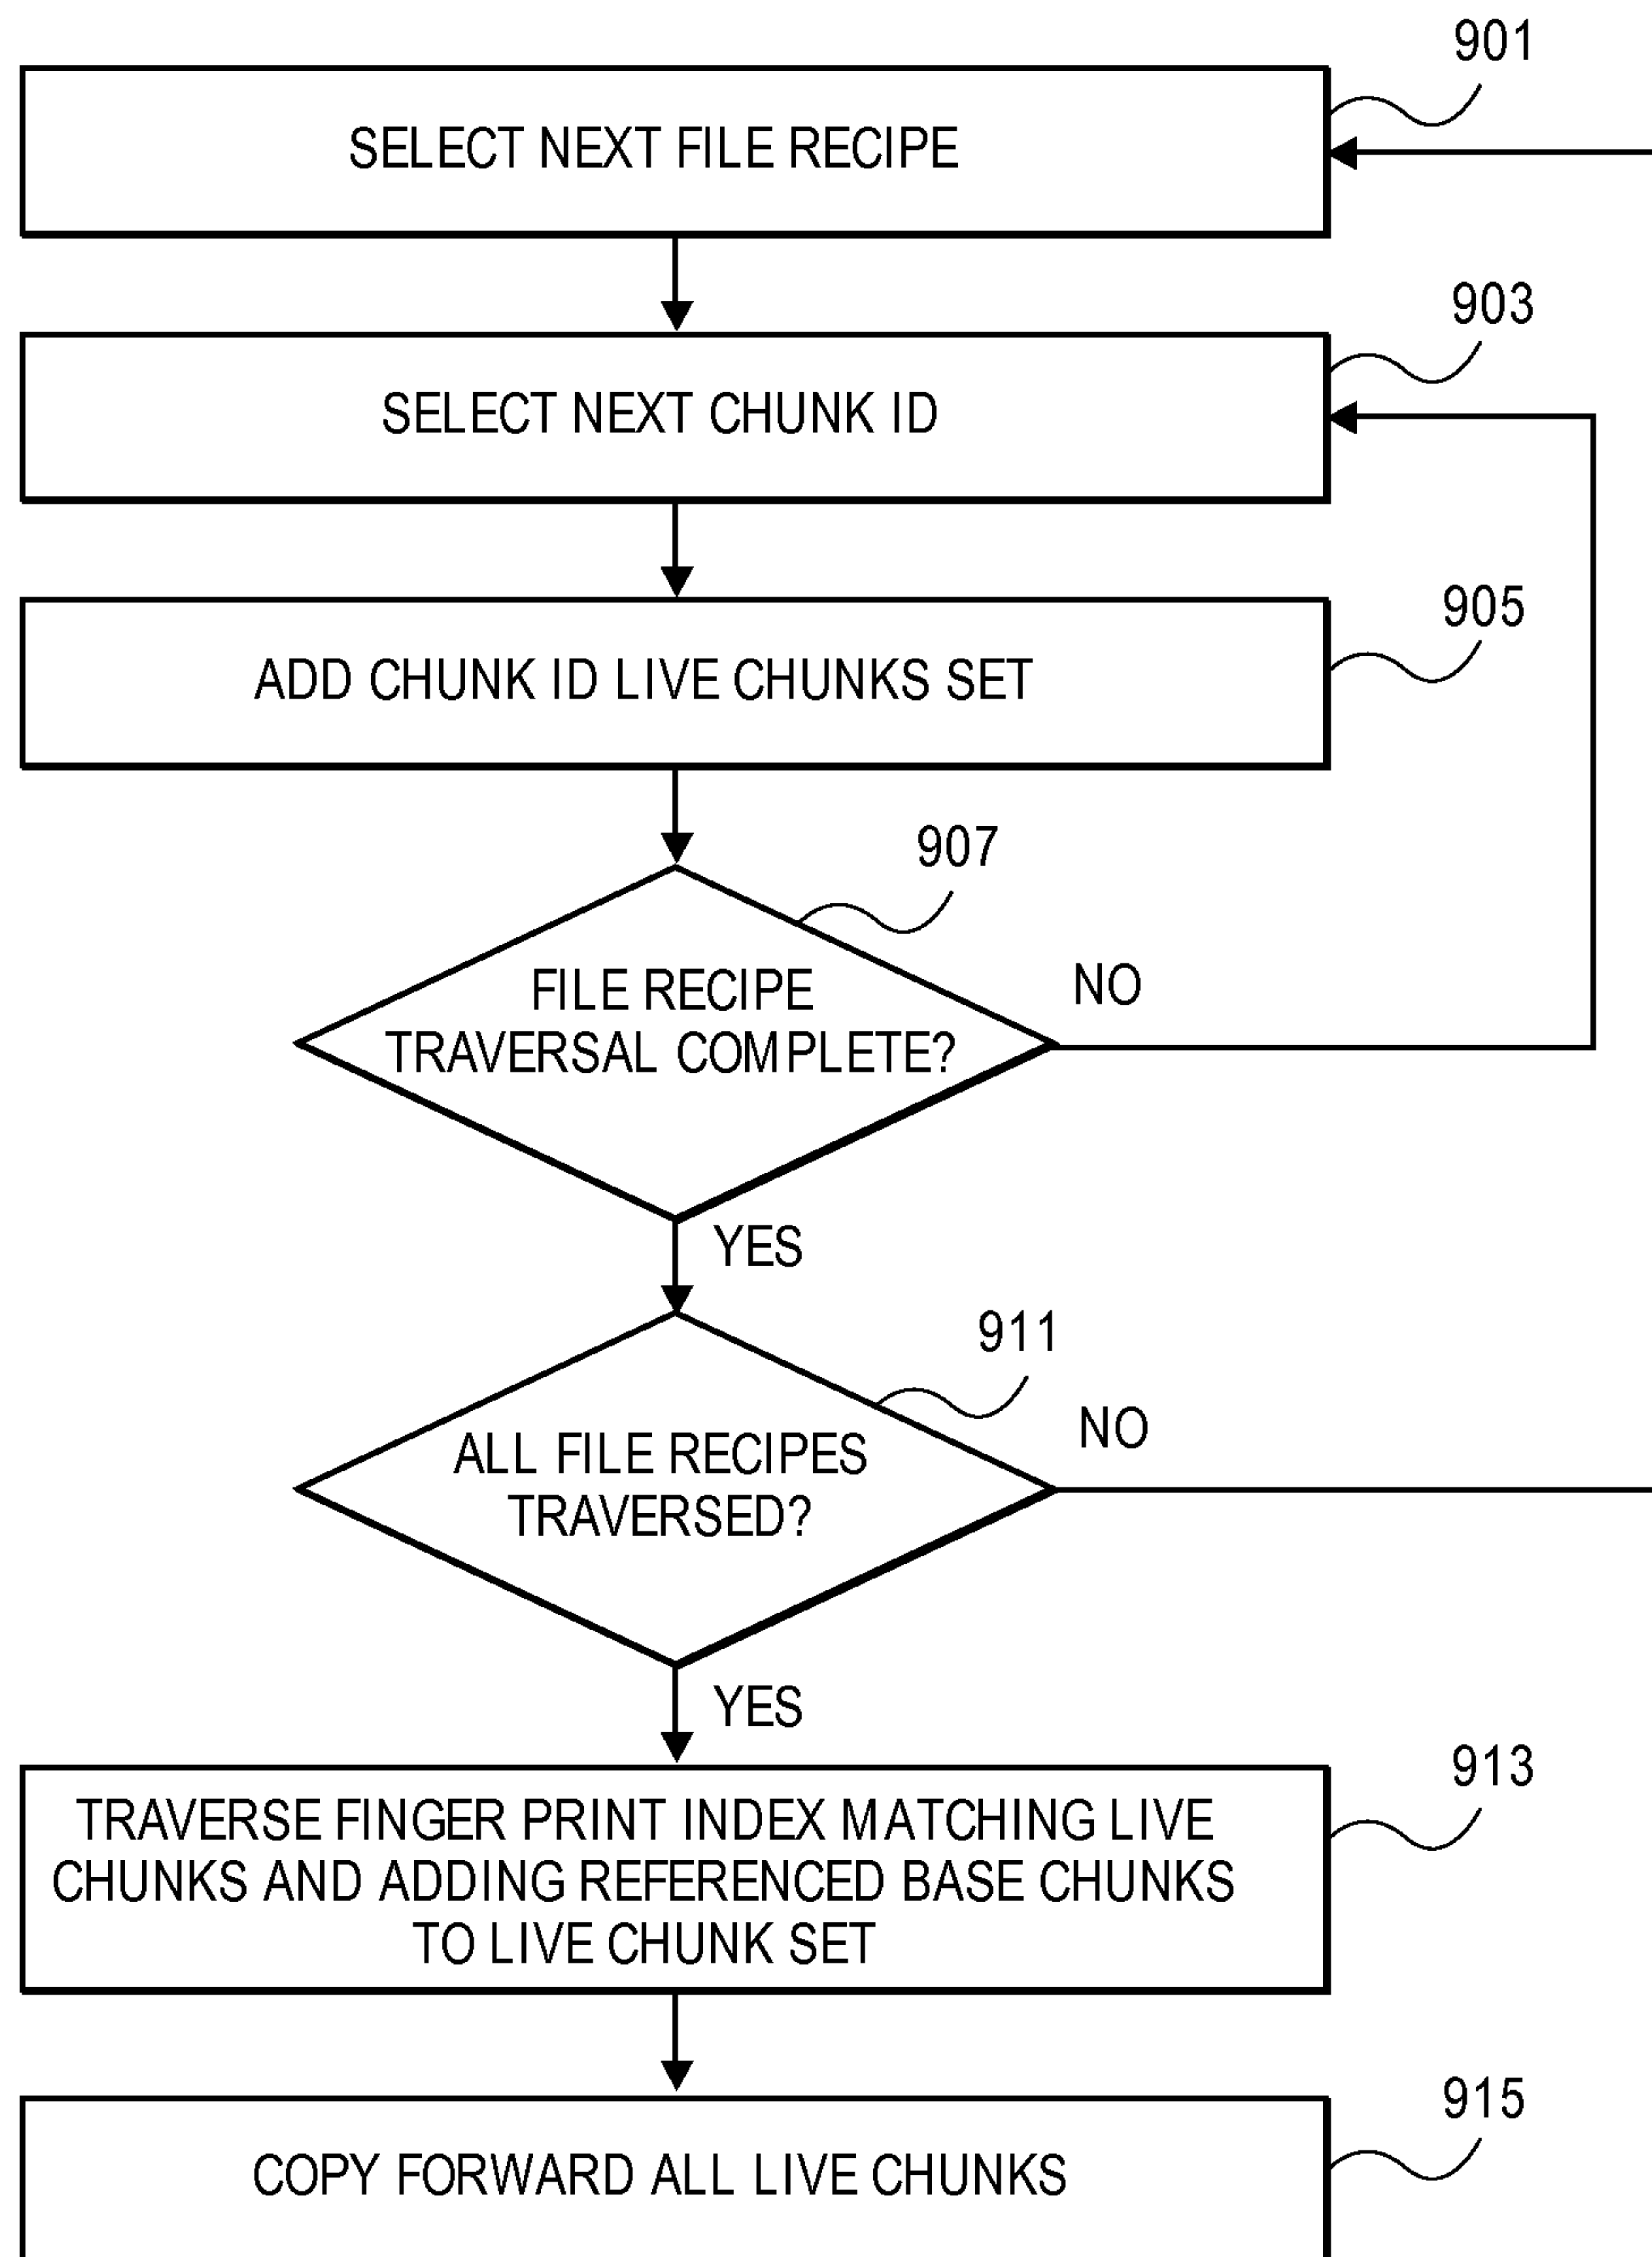 901
SELECT NEXT FILE RECIPE
903
SELECT NEXT CHUNK ID
905
ADD CHUNK ID LIVE CHUNKS SET
907
FILE RECIPE
TRAVERSAL COMPLETE?
NO
YES
911
ALL FILE RECIPES
TRAVERSED?
NO
YES
913
TRAVERSE FINGER PRINT INDEX MATCHING LIVE
CHUNKS AND ADDING REFERENCED BASE CHUNKS
TO LIVE CHUNK SET
915
COPY FORWARD ALL LIVE CHUNKS